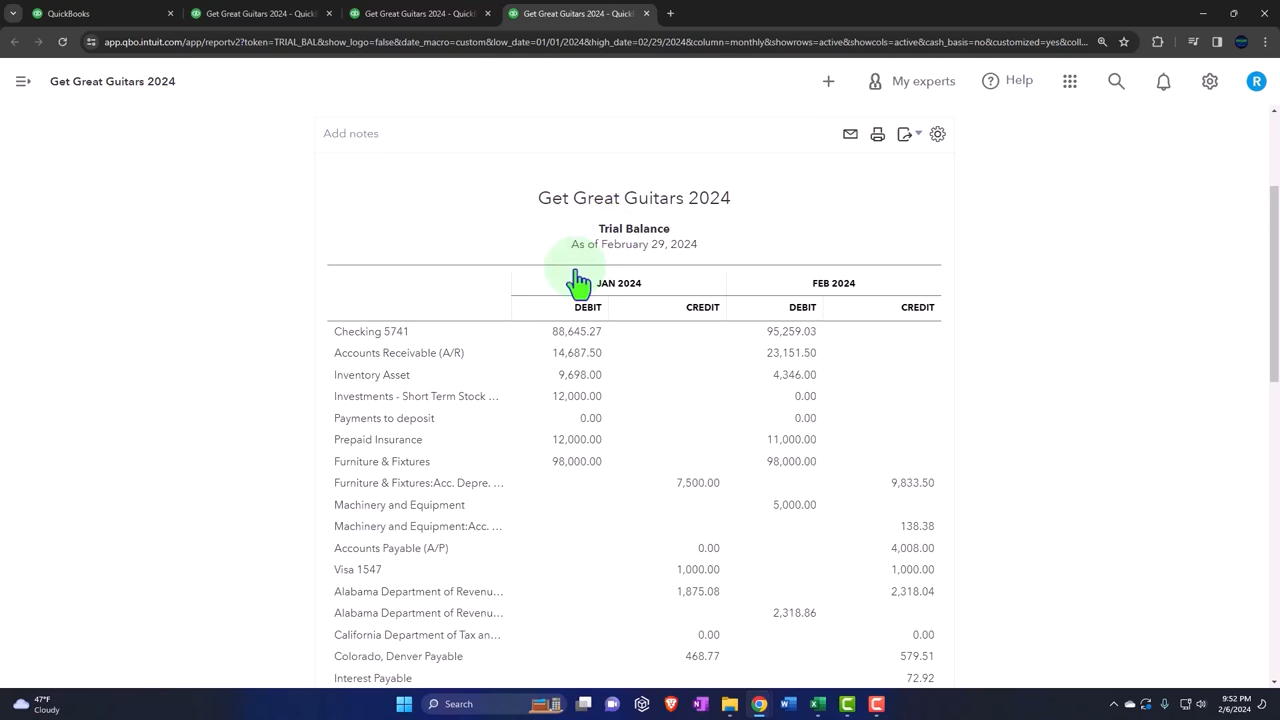 QuickBooks
Get Great Guitars 2024 - Quick
Get Great Guitars 2024 - Quick
Get Great Guitars 2024 - Quick
app.qbo.intuit.com/app/reportv2?token=TRIAL_BAL&show_logo=false&date_macro=custom&low_date=01/01/2024&high_date=02/29/2024&column=monthly&showrows=active&showcols=active&cash_basis=no&customized=yes&coll...
Get Great Guitars 2024
My experts
Help
R
Add notes
Get Great Guitars 2024
Trial Balance
As of February 29, 2024
JAN 2024 FEB 2024
DEBIT CREDIT DEBIT CREDIT
Checking 5741 88,645.27 95,259.03
Accounts Receivable (A/R) 14,687.50 23,151.50
Inventory Asset 9,698.00 4,346.00
Investments - Short Term Stock ... 12,000.00 0.00
Payments to deposit 0.00 0.00
Prepaid Insurance 12,000.00 11,000.00
Furniture & Fixtures 98,000.00 98,000.00
Furniture & Fixtures:Acc. Depre. ... 7,500.00 9,833.50
Machinery and Equipment 5,000.00
Machinery and Equipment:Acc. ... 138.38
Accounts Payable (A/P) 0.00 4,008.00
Visa 1547 1,000.00 1,000.00
Alabama Department of Revenu... 1,875.08 2,318.04
Alabama Department of Revenu... 2,318.86
California Department of Tax an... 0.00 0.00
Colorado, Denver Payable 468.77 579.51
Interest Payable 72.92
47°F
Cloudy
Search
9:52 PM
2/6/2024